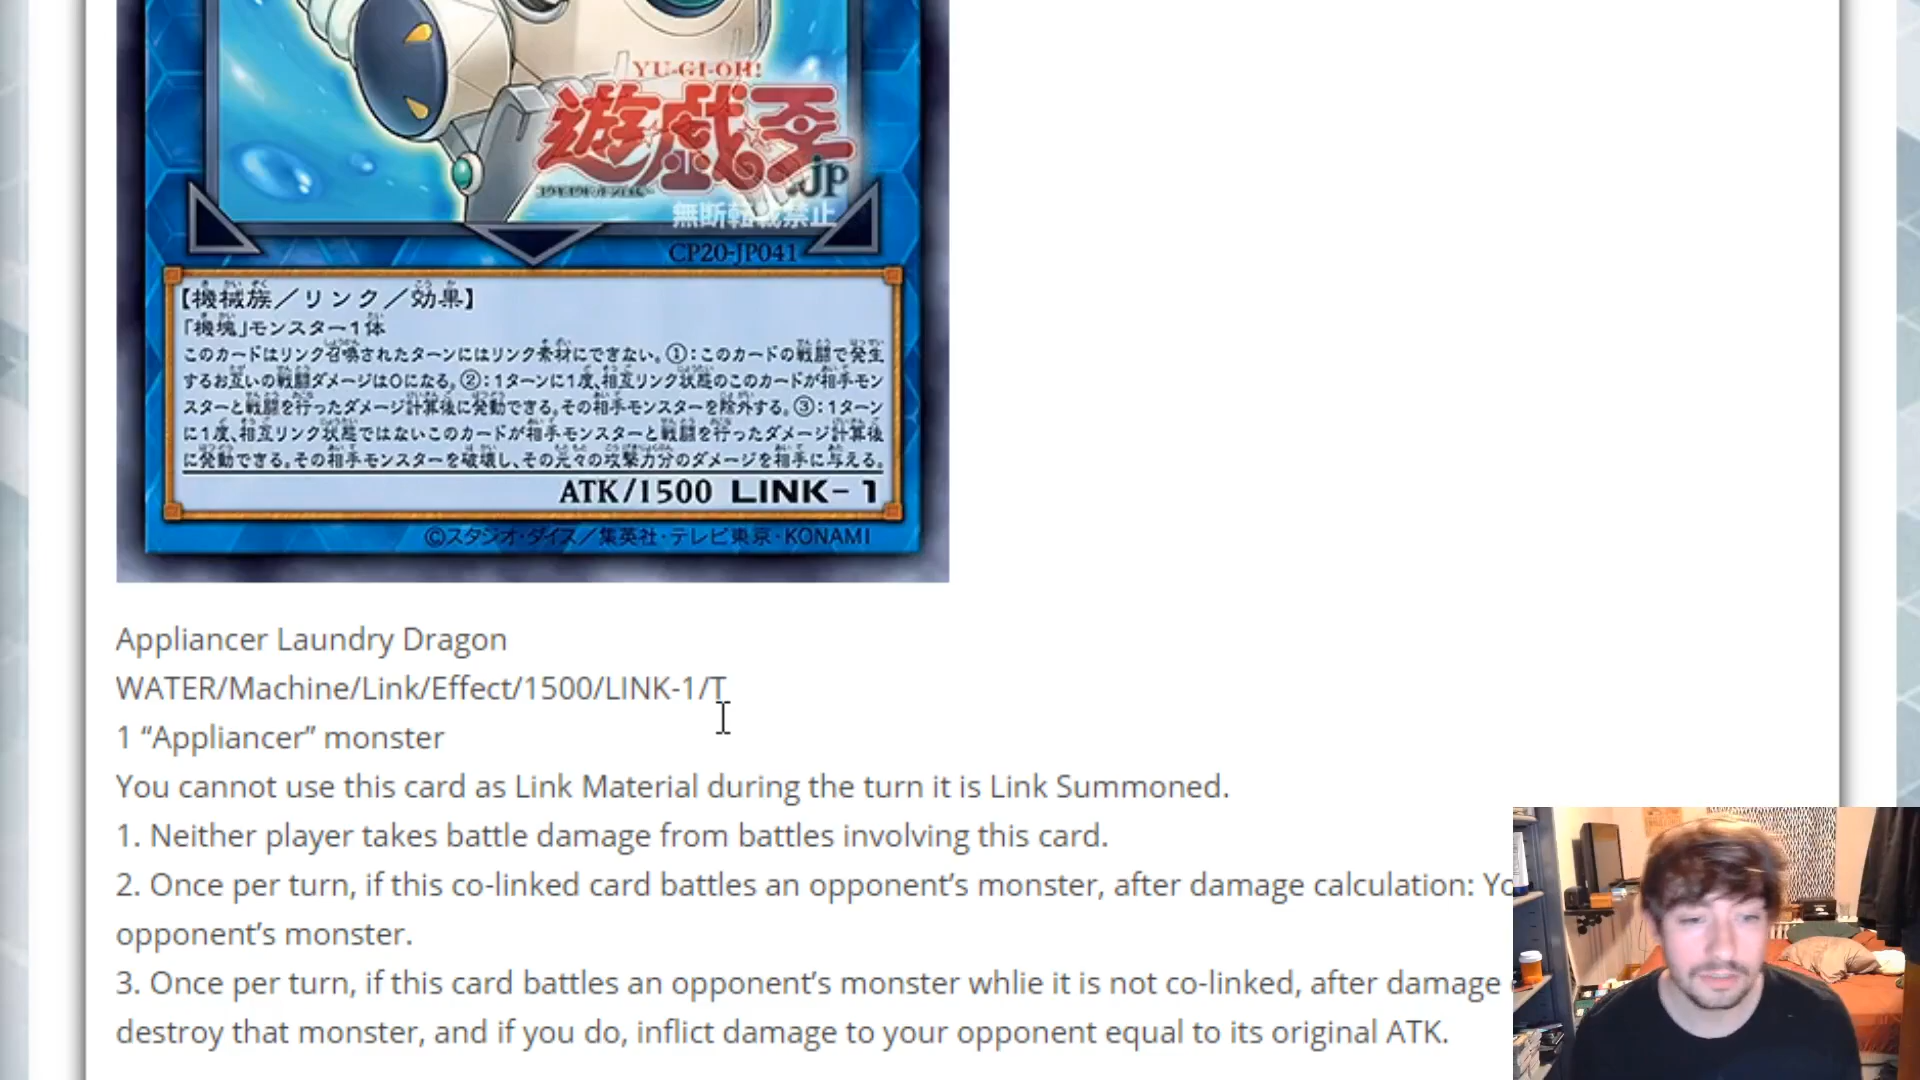 YU-GI-OH!
遊戯王
.jp
無断転載禁止
CP20-JP041
【機械族／リンク／効果】
「機塊」モンスター1体
このカードはリンク召喚されたターンにはリンク素材にできない。①：このカードの戦闘で発生
するお互いの戦闘ダメージは0になる。②：1ターンに1度、相互リンク状態のこのカードが相手モン
スターと戦闘を行ったダメージ計算後に発動できる。その相手モンスターを除外する。③：1ターン
に1度、相互リンク状態ではないこのカードが相手モンスターと戦闘を行ったダメージ計算後
に発動できる。その相手モンスターを破壊し、その元々の攻撃力分のダメージを相手に与える。
ATK/1500 LINK-1
©スタジオ・ダイス／集英社・テレビ東京・KONAMI
Appliancer Laundry Dragon
WATER/Machine/Link/Effect/1500/LINK-1/T
1 “Appliancer” monster
You cannot use this card as Link Material during the turn it is Link Summoned.
1. Neither player takes battle damage from battles involving this card.
2. Once per turn, if this co-linked card battles an opponent’s monster, after damage calculation:
opponent’s monster.
3. Once per turn, if this card battles an opponent’s monster whlie it is not co-linked, after damage
destroy that monster, and if you do, inflict damage to your opponent equal to its original ATK.